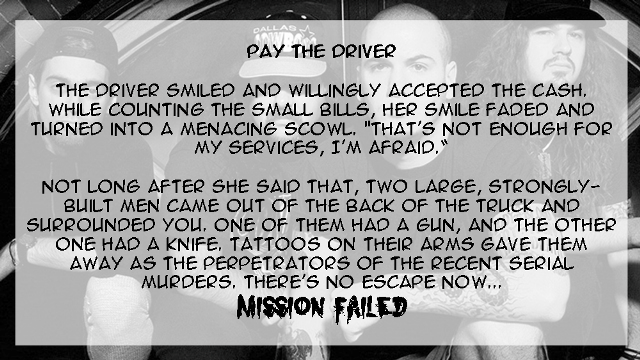 DALLAS
COWBOYS
PAY THE DRIVER
THE DRIVER SMILED AND WILLINGLY ACCEPTED THE CASH.
WHILE COUNTING THE SMALL BILLS, HER SMILE FADED AND
TURNED INTO A MENACING SCOWL. "THAT'S NOT ENOUGH FOR
MY SERVICES, I'M AFRAID."
NOT LONG AFTER SHE SAID THAT, TWO LARGE, STRONGLY-
BUILT MEN CAME OUT OF THE BACK OF THE TRUCK AND
SURROUNDED YOU. ONE OF THEM HAD A GUN, AND THE OTHER
ONE HAD A KNIFE. TATTOOS ON THEIR ARMS GAVE THEM
AWAY AS THE PERPETRATORS OF THE RECENT SERIAL
MURDERS. THERE'S NO ESCAPE NOW...
MISSION FAILED